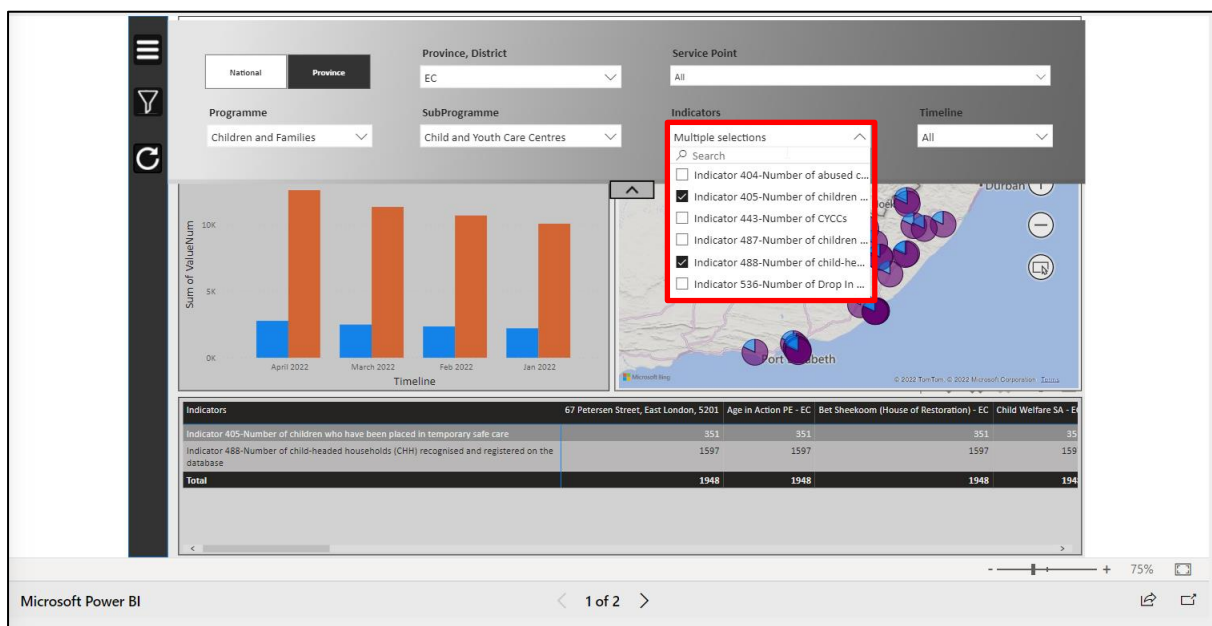 Province, District
Service Point
National
Province
EC
All
Programme
SubProgramme
Indicators
Timeline
Children and Families
Child and Youth Care Centres
Multiple selections
All
Search
Indicator 404-Number of abused c...
Indicator 405-Number of children ...
Indicator 443-Number of CYCCs
Indicator 487-Number of children ...
Indicator 488-Number of child-he...
Indicator 536-Number of Drop In ...
Durban
Sum of ValueNum
10K
5K
0K
April 2022
March 2022
Feb 2022
Jan 2022
Timeline
Microsoft Bing
© 2022 TomTom, © 2022 Microsoft Corporation Terms
Indicators
67 Petersen Street, East London, 5201
Age in Action PE - EC
Bet Sheekoom (House of Restoration) - EC
Child Welfare SA - E
Indicator 405-Number of children who have been placed in temporary safe care
351
351
351
35
Indicator 488-Number of child-headed households (CHH) recognised and registered on the
database
1597
1597
1597
159
Total
1948
1948
1948
194
- + 75%
Microsoft Power BI
1 of 2